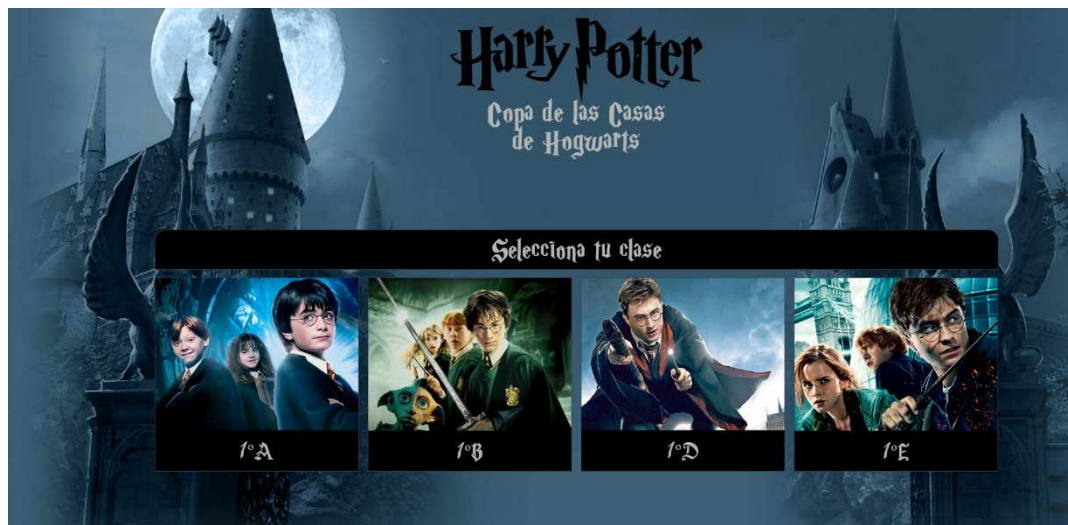 Harry Potter
Copa de las Casas
de Hogwarts
Selecciona tu clase
1ºA
1ºB
1ºD
1ºE